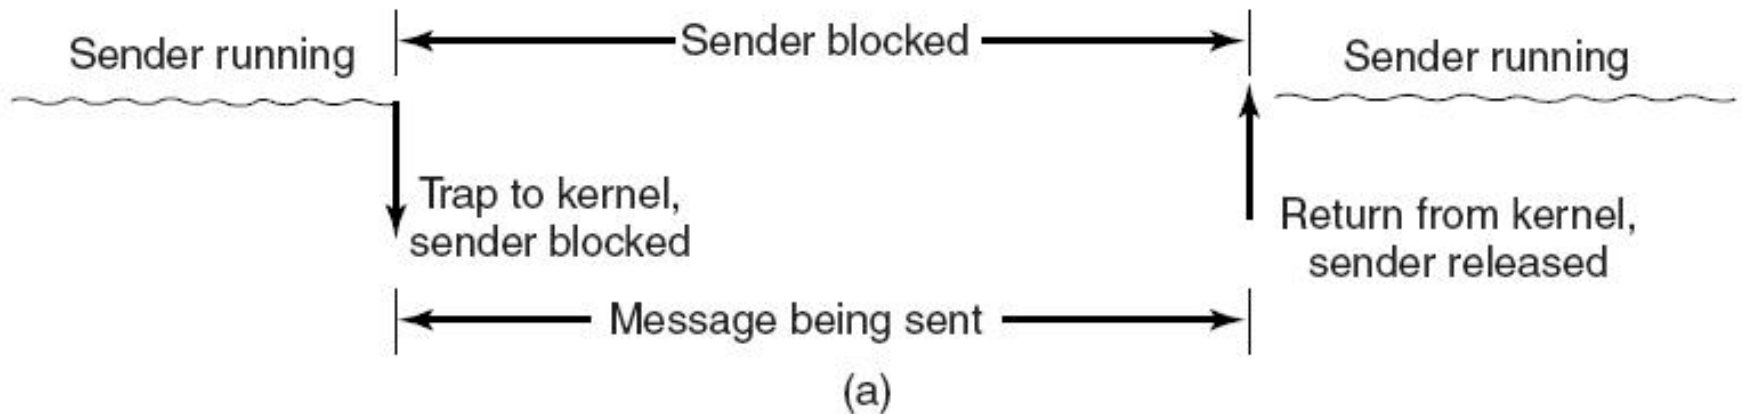 Sender running
Sender blocked
Sender running
Trap to kernel,
sender blocked
Return from kernel,
sender released
Message being sent
(a)